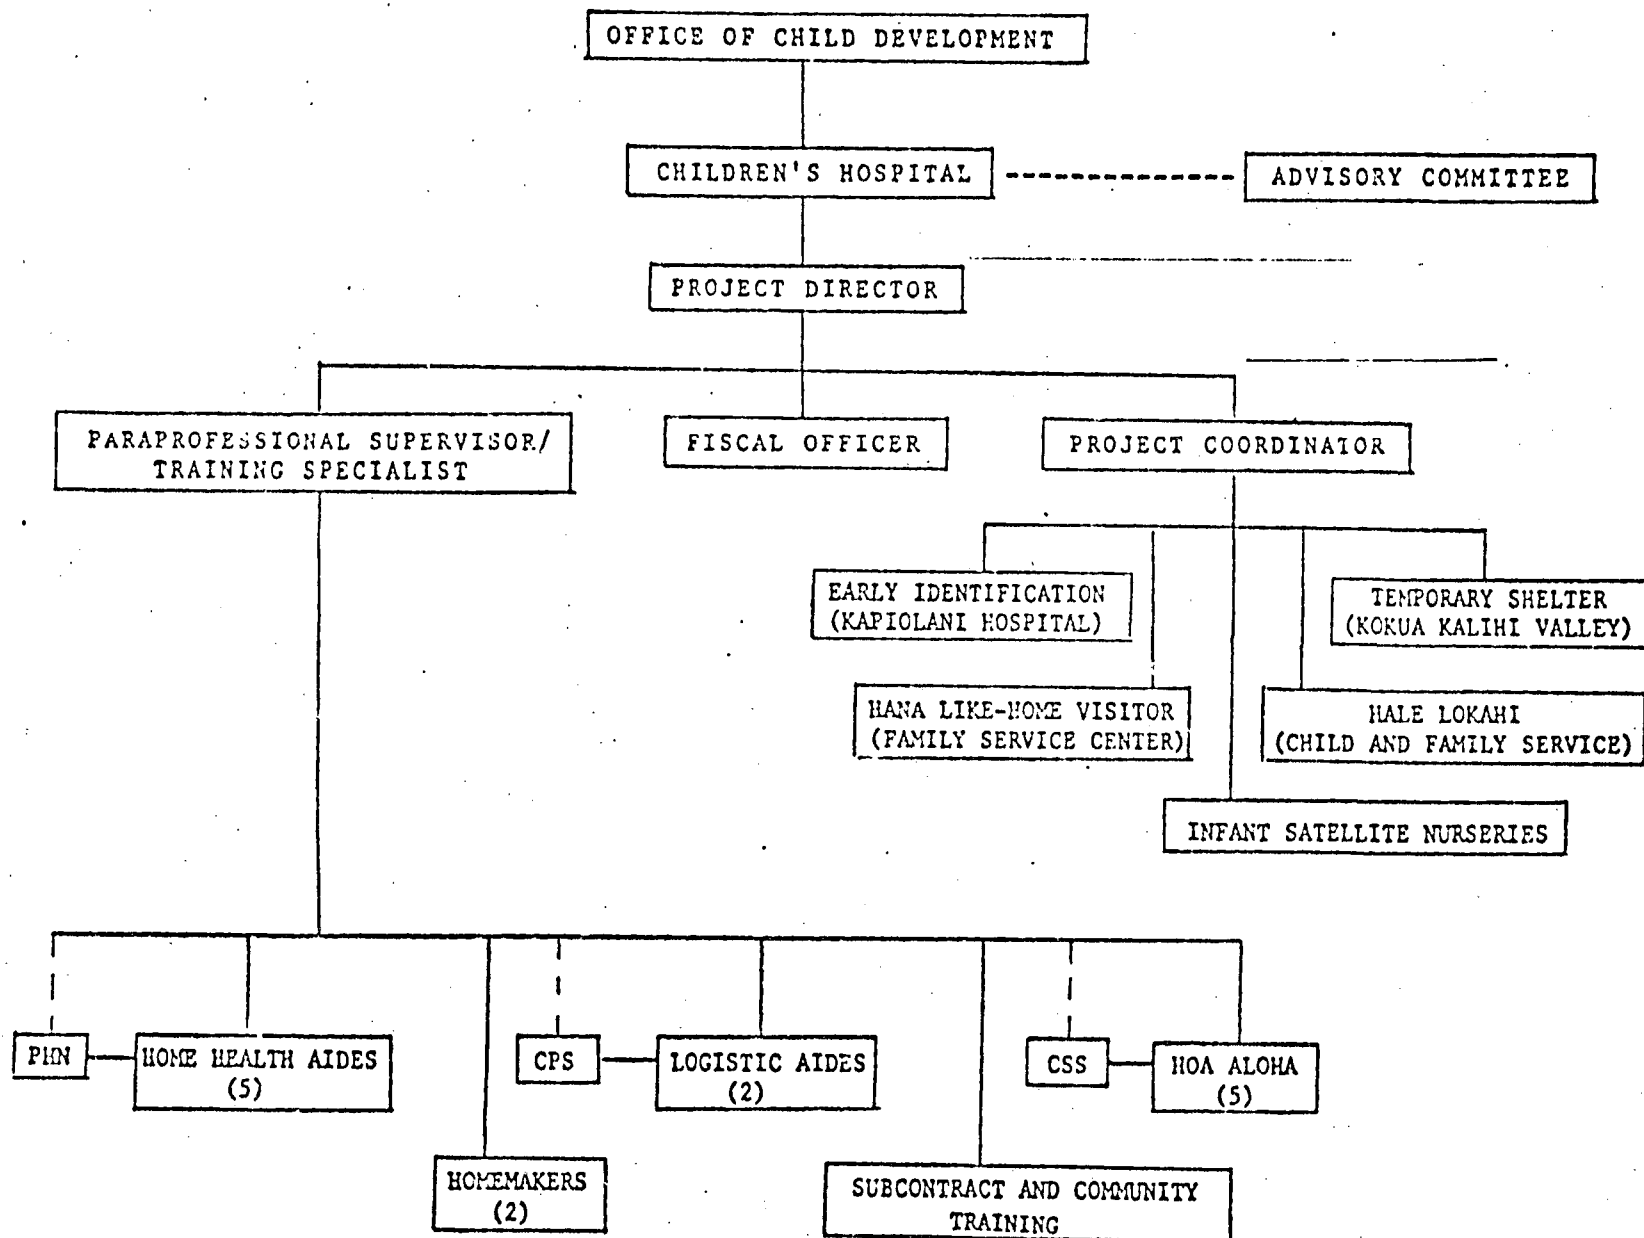 OFFICE OF CHILD DEVELOPMENT
CHILDREN'S HOSPITAL
ADVISORY COMMITTEE
PROJECT DIRECTOR
PARAPROFESSIONAL SUPERVISOR/
TRAINING SPECIALIST
FISCAL OFFICER
PROJECT COORDINATOR
EARLY IDENTIFICATION
(KAPIOLANI HOSPITAL)
TEMPORARY SHELTER
(KOKUA KALIHI VALLEY)
HANA LIKE-HOME VISITOR
(FAMILY SERVICE CENTER)
HALE LOKAHI
(CHILD AND FAMILY SERVICE)
INFANT SATELLITE NURSERIES
PHN
HOME HEALTH AIDES
(5)
CPS
LOGISTIC AIDES
(2)
CSS
HOA ALOHA
(5)
HOMEMAKERS
(2)
SUBCONTRACT AND COMMUNITY
TRAINING